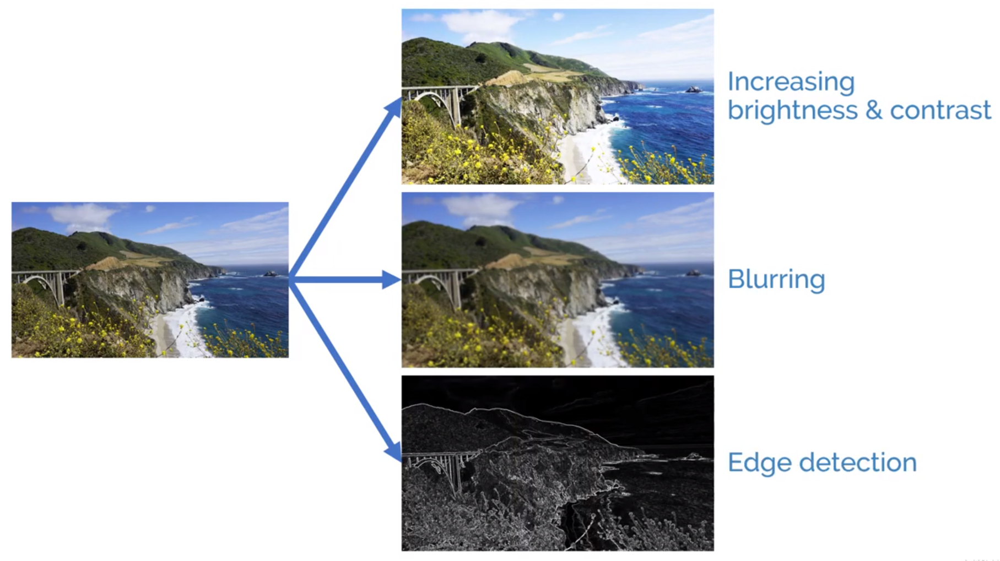 Increasing
brightness & contrast
Blurring
Edge detection